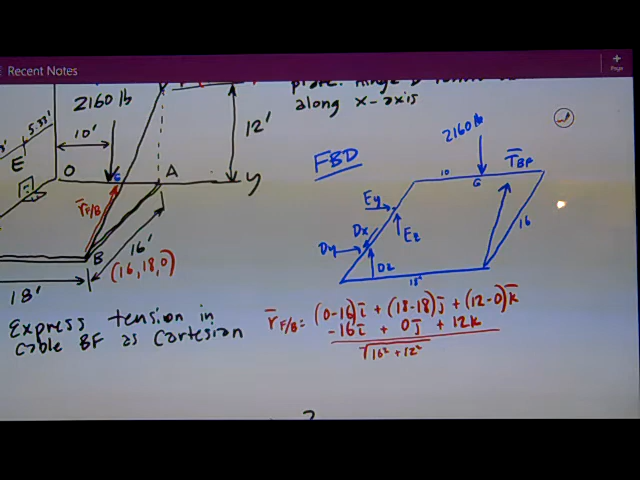 Recent Notes
Page
along x-axis
2160 lb
10'
12'
5.33'
E
O
G
A
y
r̄F/B
B
16'
(16,18,0)
18'
FBD
2160 lb
10
G
T̄BF
Ey
Ez
Dx
Dy
Dz
16
18'
Express tension in
cable BF as Cartesian
r̄F/B = (0-16)ī + (18-18)j̄ + (12-0)k̄
-16ī + 0j̄ + 12k
√16² + 12²